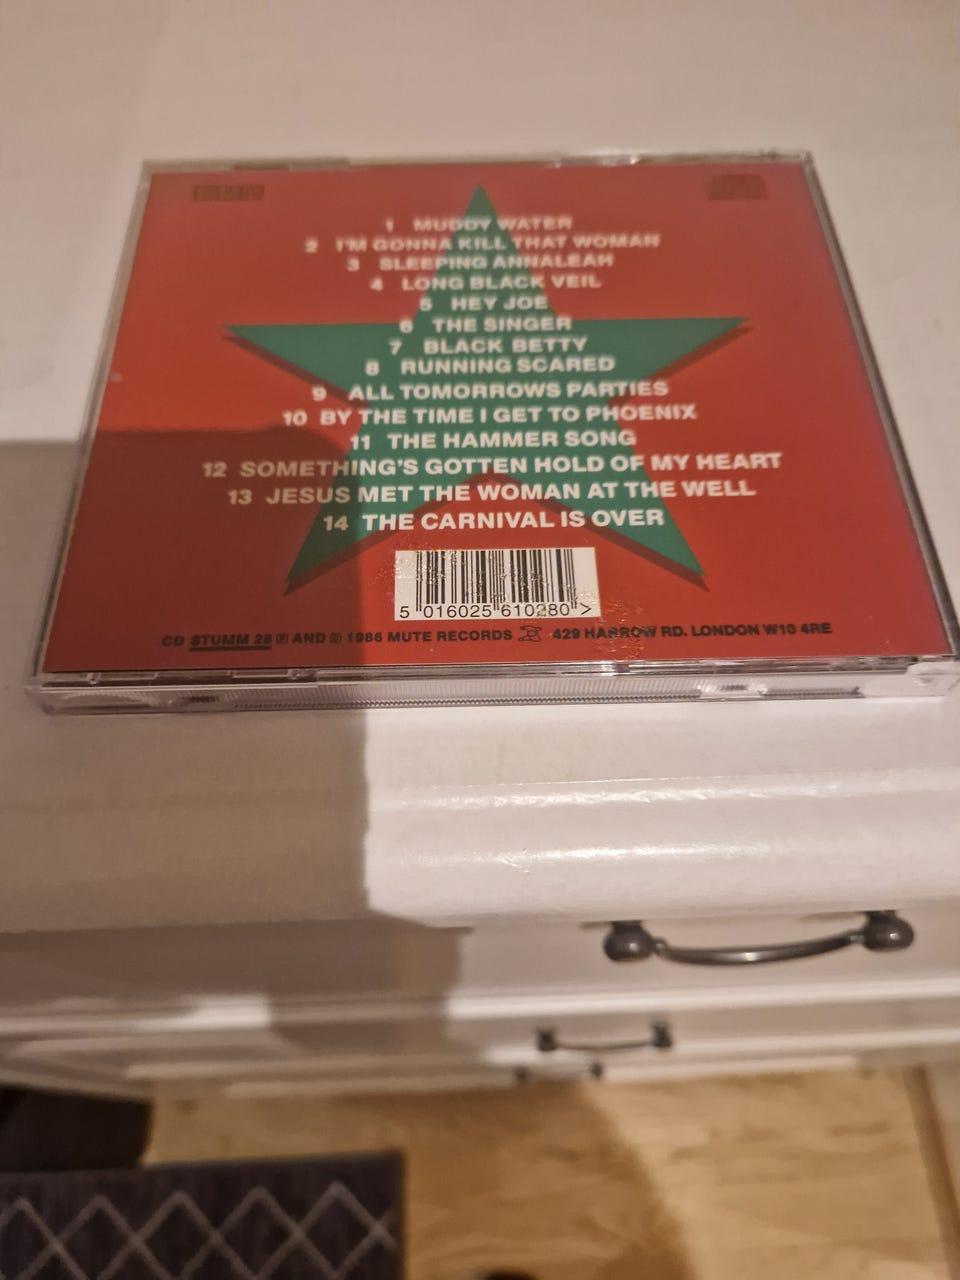 1 MUDDY WATER
2 I'M GONNA KILL THAT WOMAN
3 SLEEPING ANNALEAH
4 LONG BLACK VEIL
5 HEY JOE
6 THE SINGER
7 BLACK BETTY
8 RUNNING SCARED
9 ALL TOMORROWS PARTIES
10 BY THE TIME I GET TO PHOENIX
11 THE HAMMER SONG
12 SOMETHING'S GOTTEN HOLD OF MY HEART
13 JESUS MET THE WOMAN AT THE WELL
14 THE CARNIVAL IS OVER
5 016025 610280 >
CD STUMM 28 Ⓟ AND © 1986 MUTE RECORDS 429 HARROW RD. LONDON W10 4RE